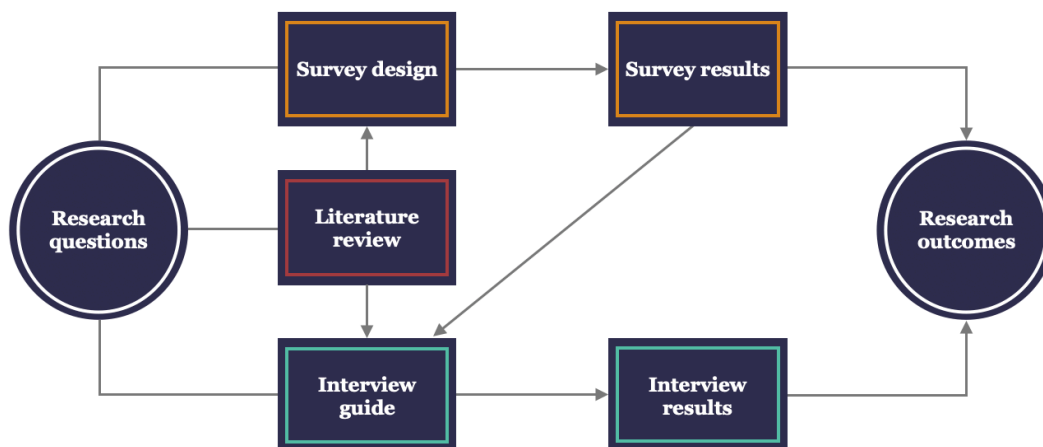 Survey design
Survey results
Research
questions
Literature
review
Research
outcomes
Interview
guide
Interview
results